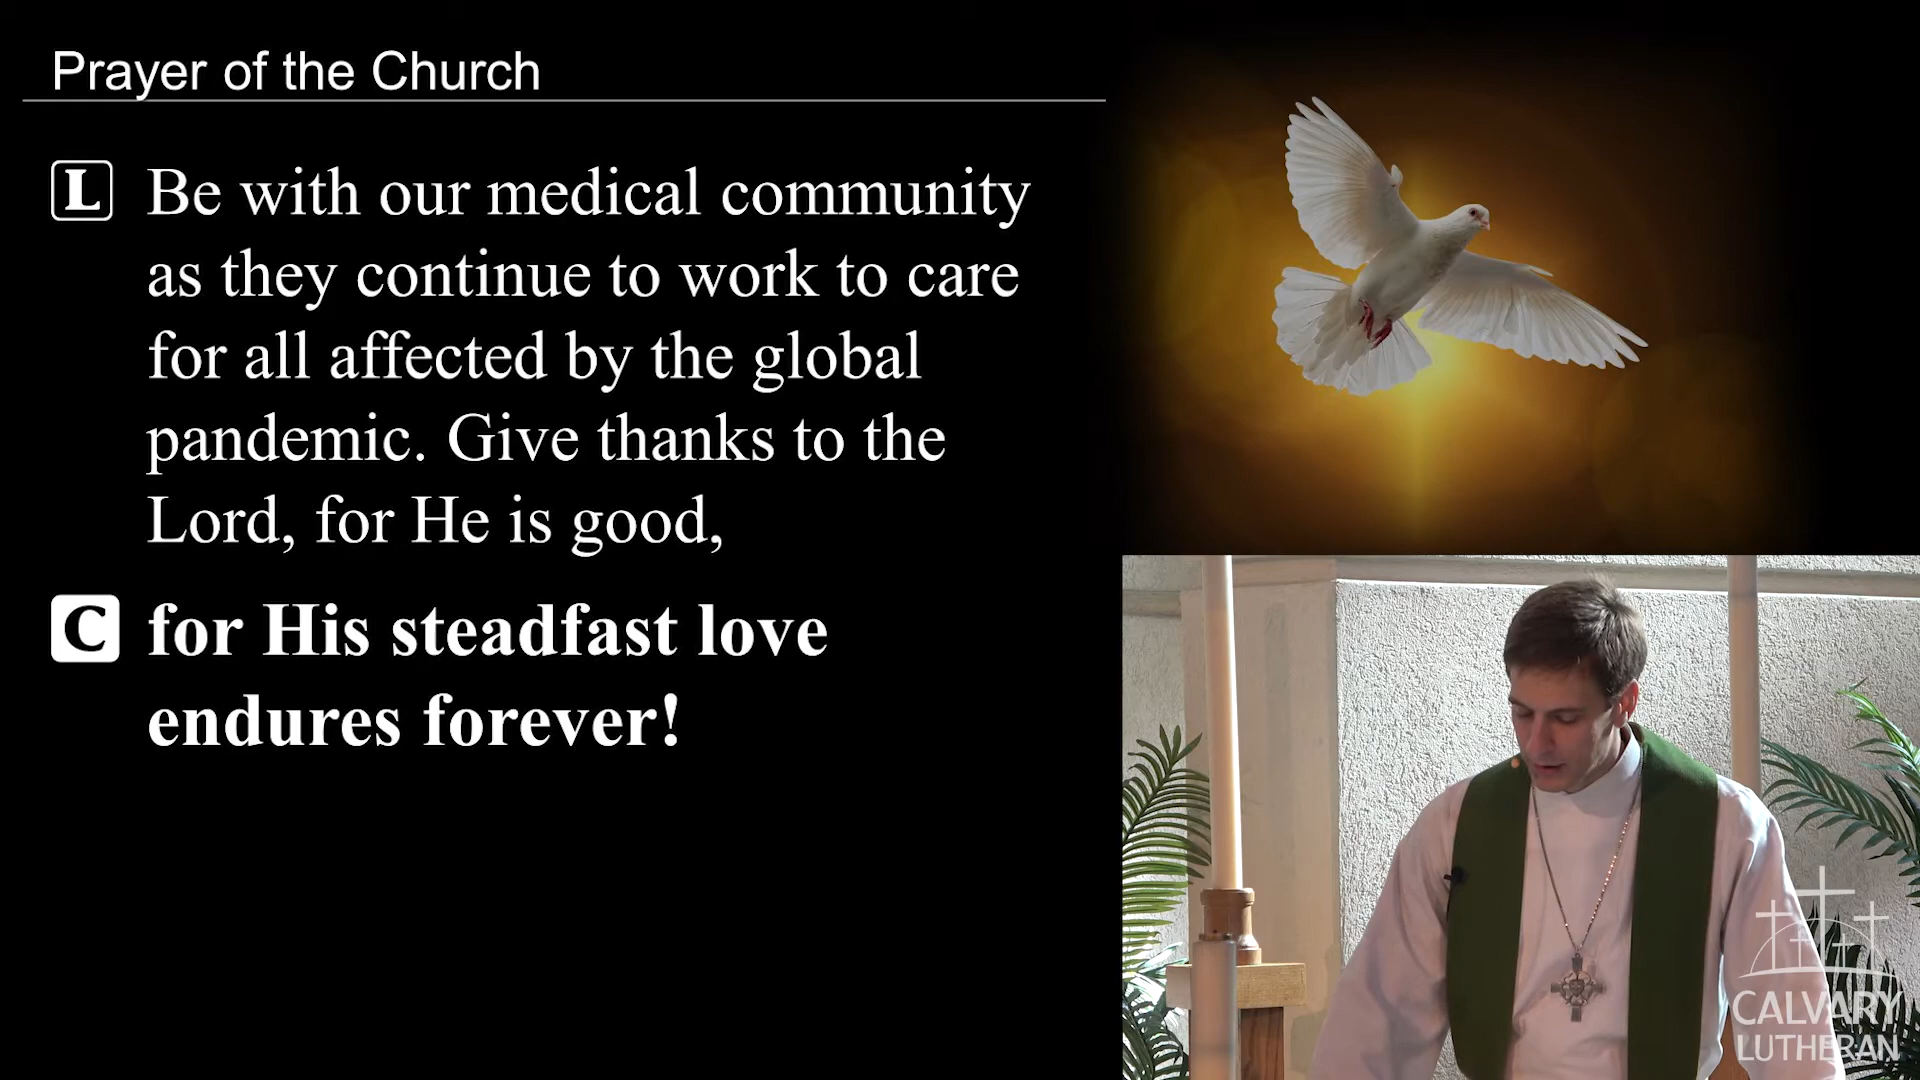 Prayer of the Church
L Be with our medical community
as they continue to work to care
for all affected by the global
pandemic. Give thanks to the
Lord, for He is good,
C for His steadfast love
endures forever!
CALVARY
LUTHERAN